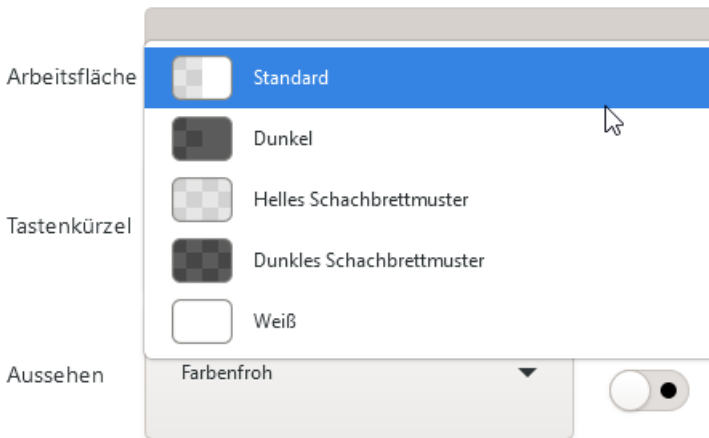 Arbeitsfläche
Standard
Dunkel
Helles Schachbrettmuster
Tastenkürzel
Dunkles Schachbrettmuster
Weiß
Aussehen
Farbenfroh